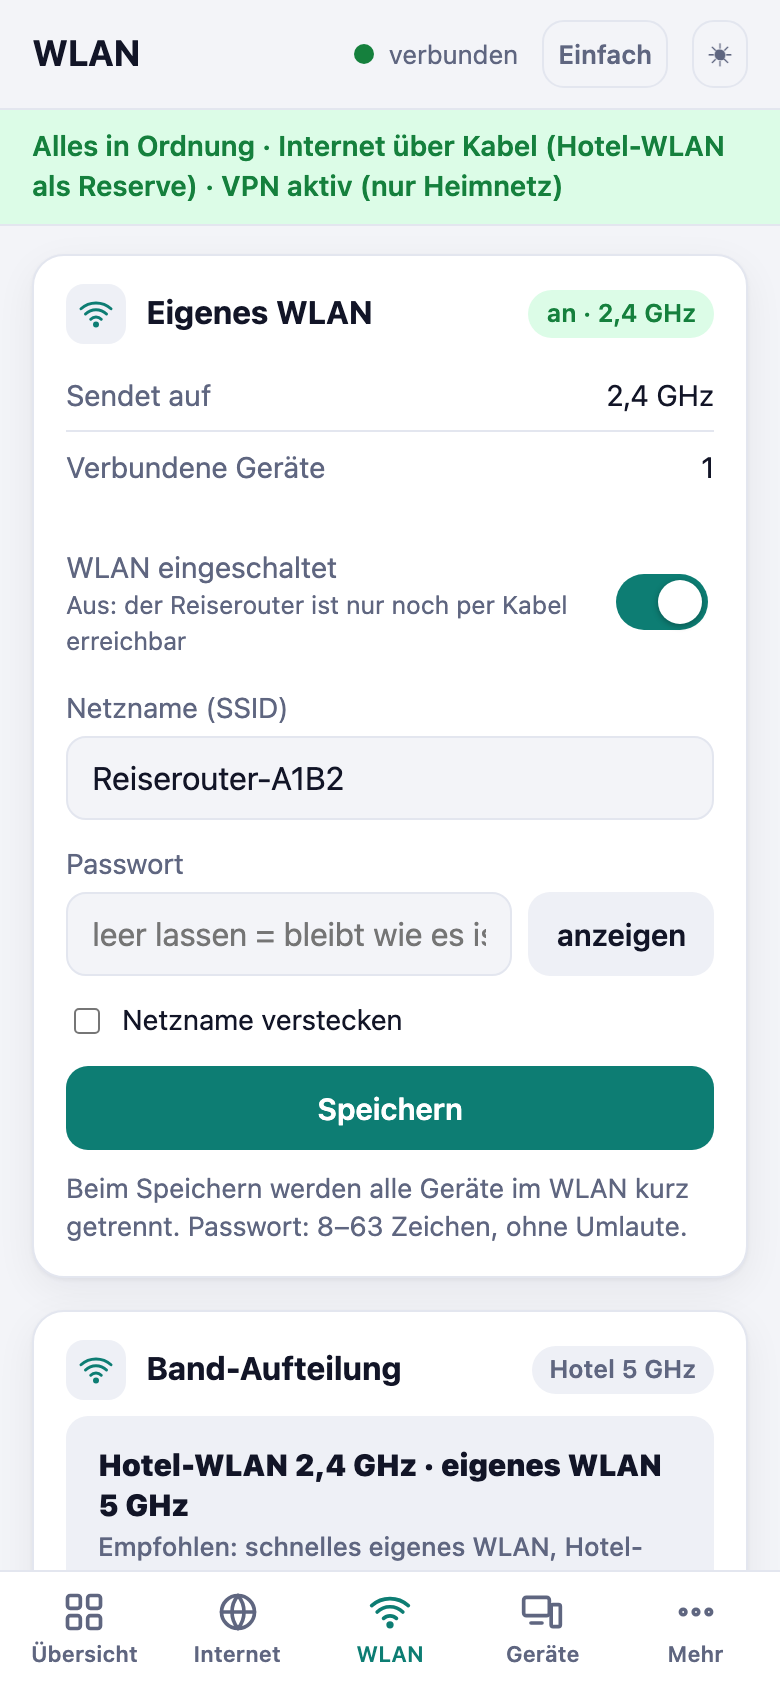 WLAN
verbunden
Einfach
Alles in Ordnung · Internet über Kabel (Hotel-WLAN
als Reserve) · VPN aktiv (nur Heimnetz)
Eigenes WLAN
an · 2,4 GHz
Sendet auf
2,4 GHz
Verbundene Geräte
1
WLAN eingeschaltet
Aus: der Reiserouter ist nur noch per Kabel
erreichbar
Netzname (SSID)
Reiserouter-A1B2
Passwort
leer lassen = bleibt wie es is
anzeigen
Netzname verstecken
Speichern
Beim Speichern werden alle Geräte im WLAN kurz
getrennt. Passwort: 8–63 Zeichen, ohne Umlaute.
Band-Aufteilung
Hotel 5 GHz
Hotel-WLAN 2,4 GHz · eigenes WLAN
5 GHz
Empfohlen: schnelles eigenes WLAN, Hotel-
Übersicht
Internet
WLAN
Geräte
Mehr